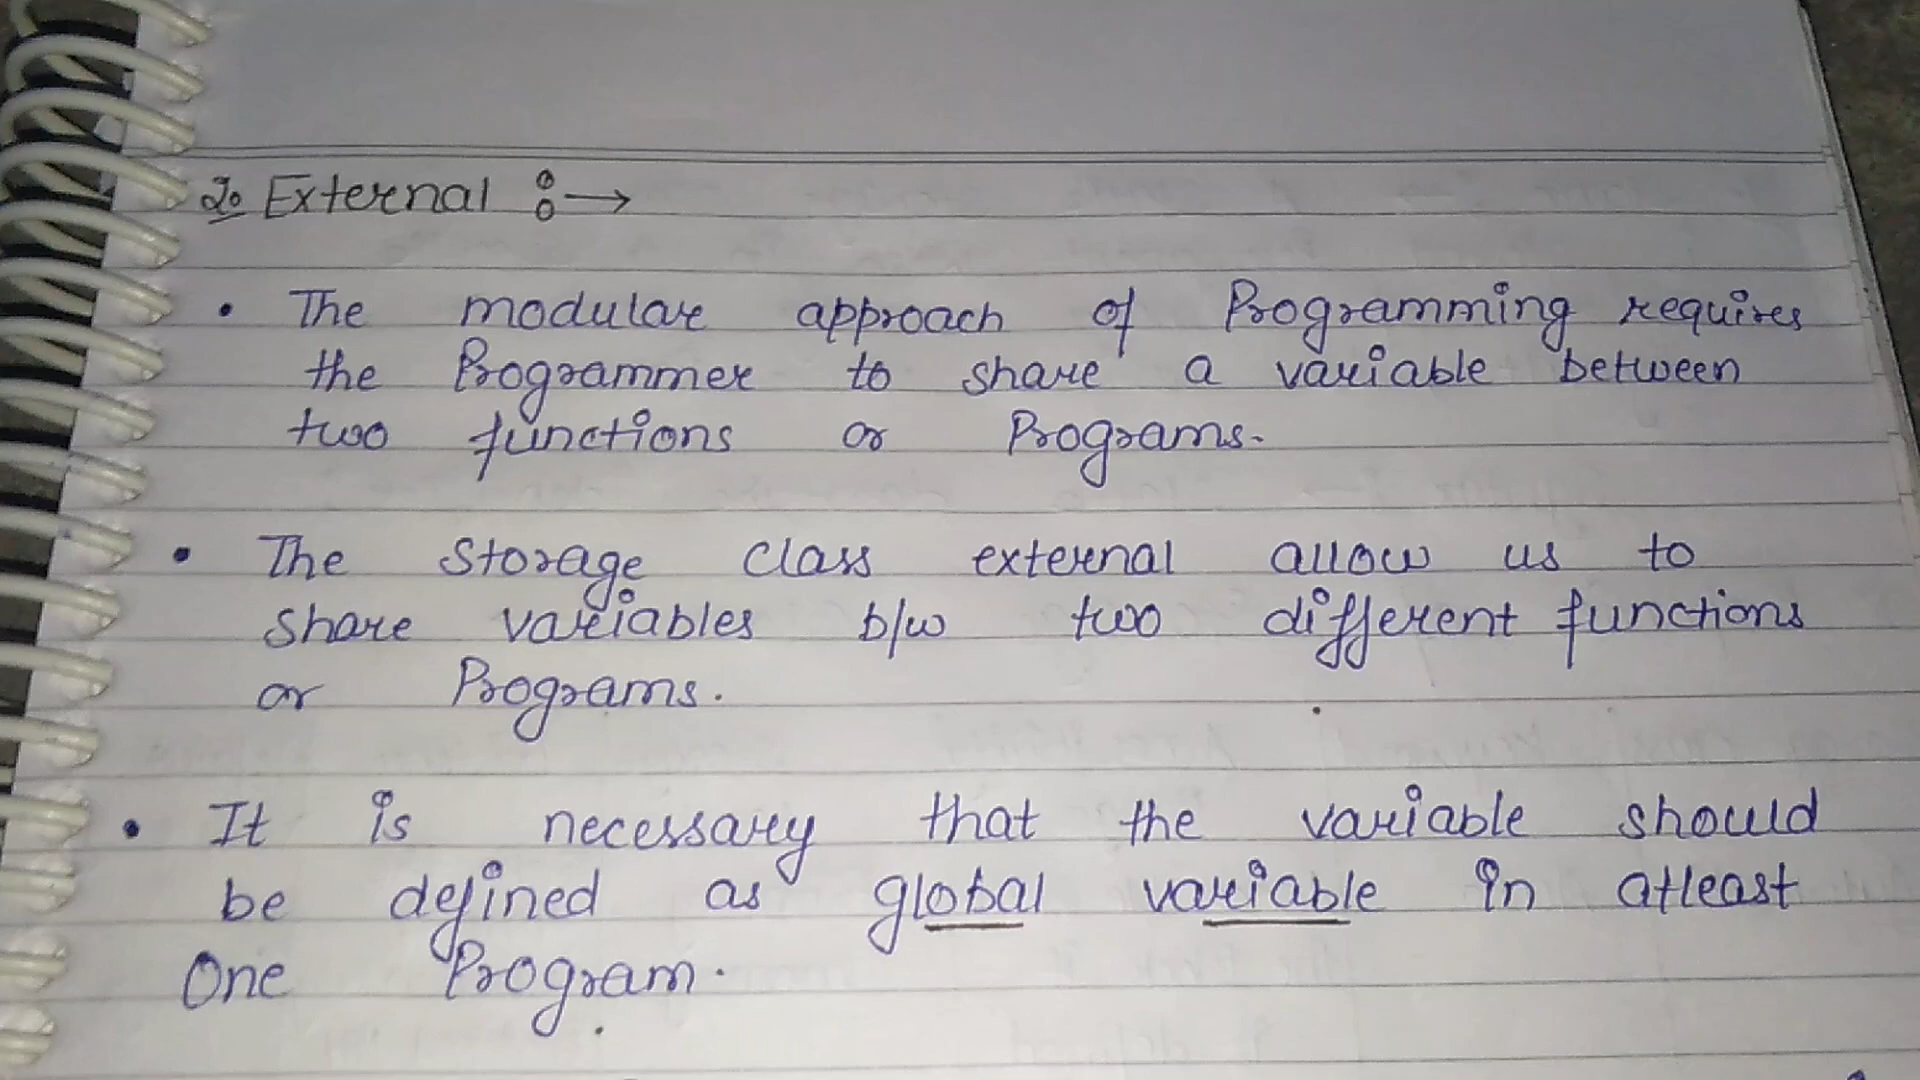 2. External :→
• The modular approach of Programming requires
the Programmer to share a variable between
two functions or Programs.
• The Storage Class external allow us to
share variables b/w two different functions
or Programs.
• It is necessary that the variable should
be defined as global variable in atleast
One Program.